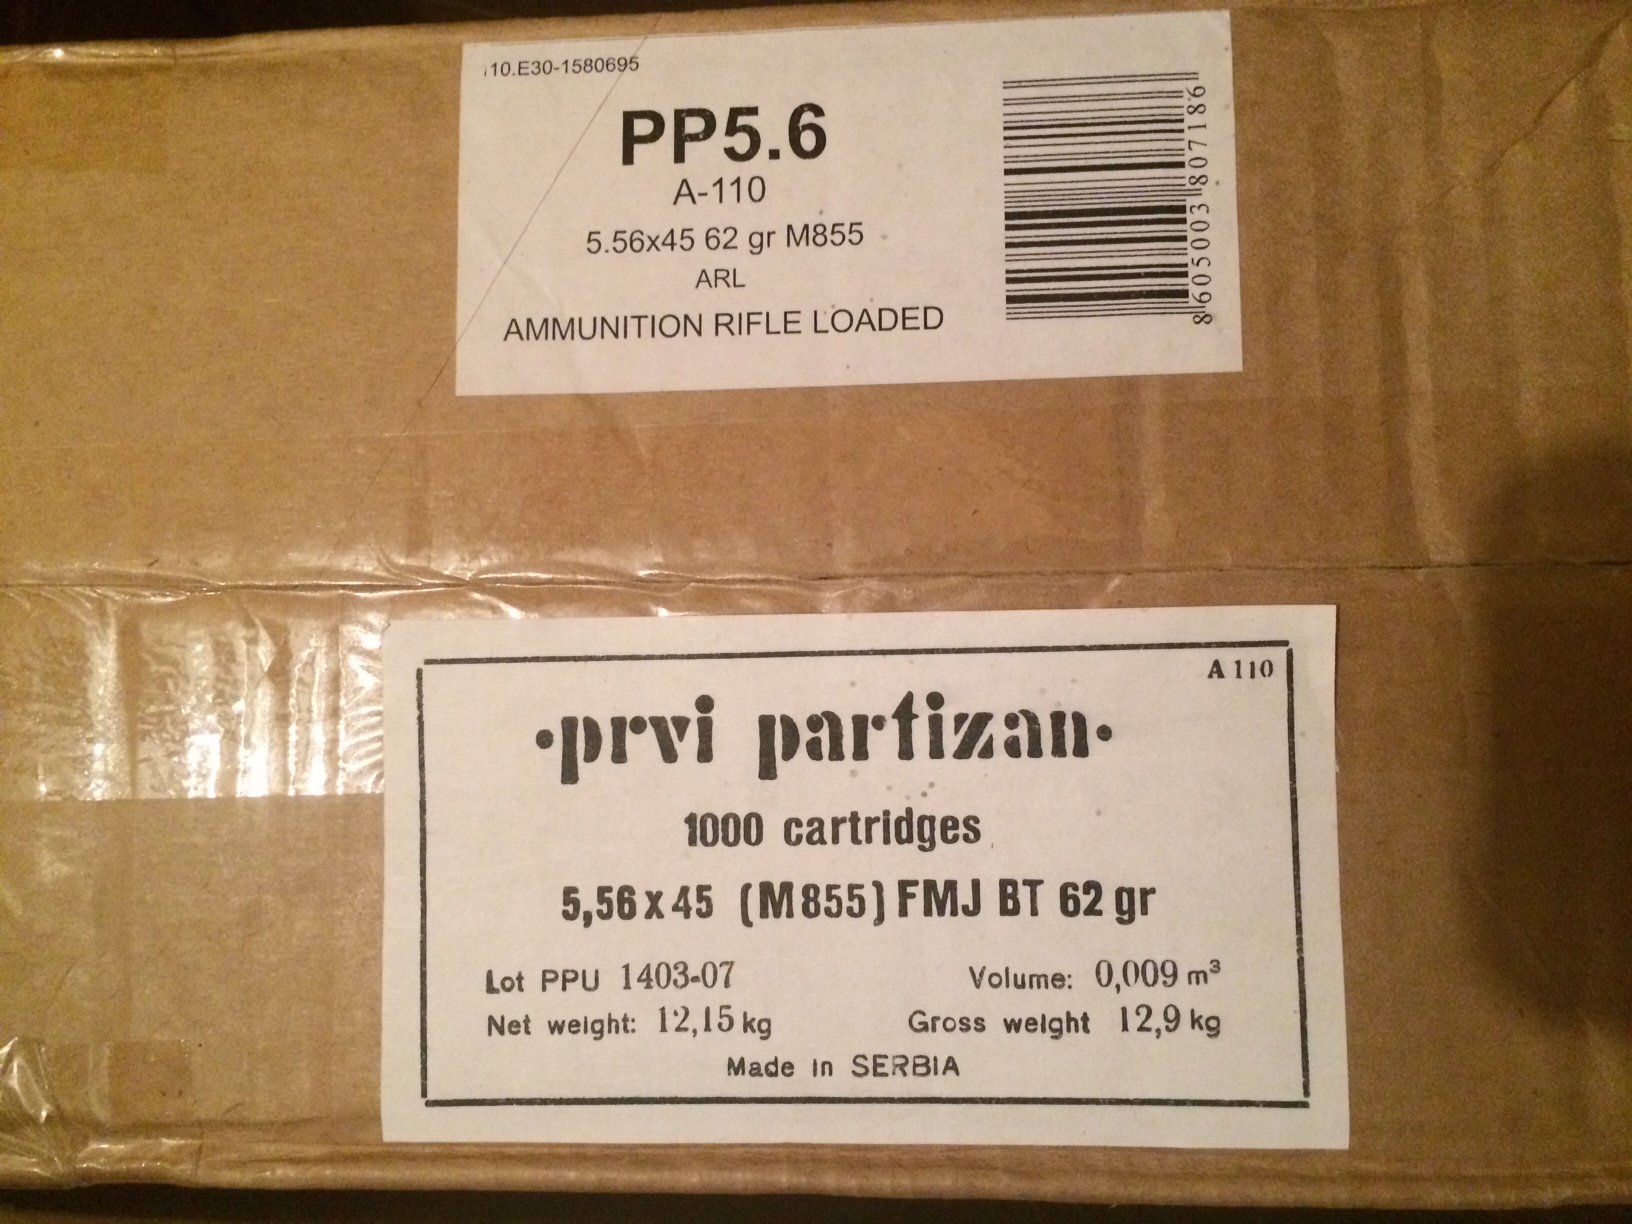 110.E30-1580695
PP5.6
A-110
5.56x45 62 gr M855
ARL
AMMUNITION RIFLE LOADED
8605003807186
A 110
·prvi partizan·
1000 cartridges
5,56x45 (M855) FMJ BT 62 gr
Lot PPU 1403-07 Volume: 0,009 m³
Net weight: 12,15 kg Gross weight 12,9 kg
Made in SERBIA